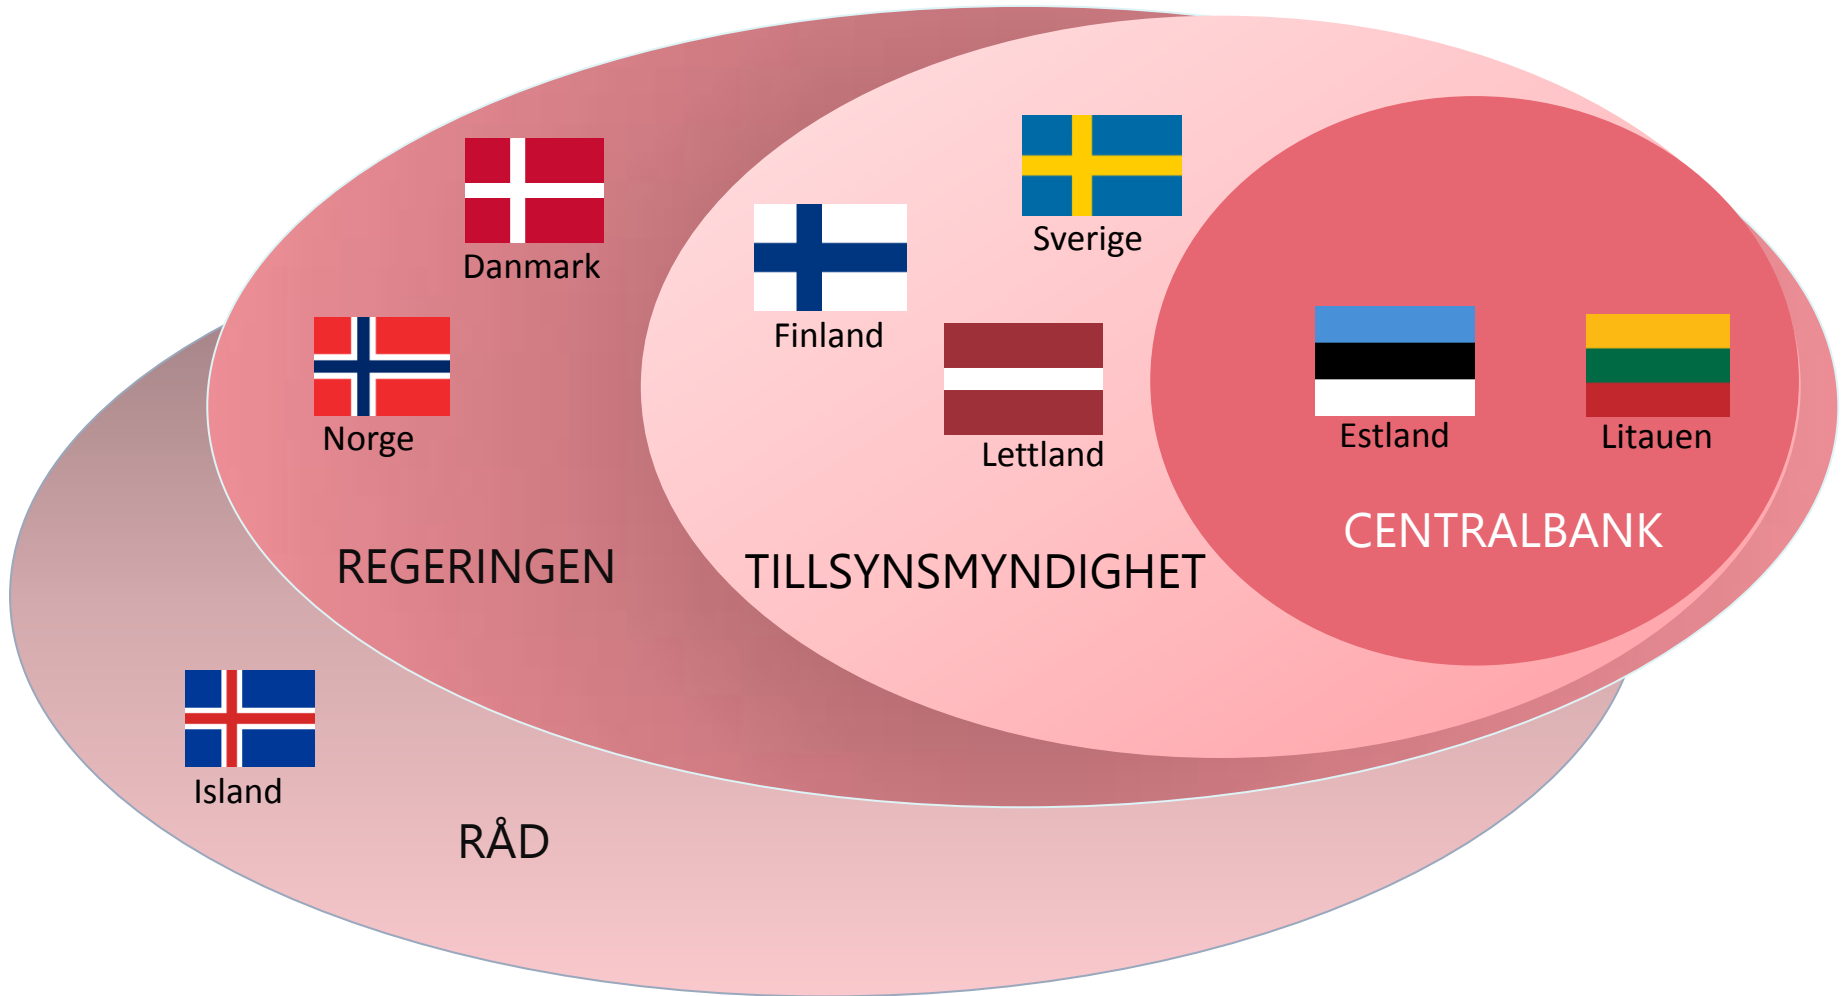 Danmark
Sverige
Finland
Norge
Lettland
Estland
Litauen
REGERINGEN
TILLSYNSMYNDIGHET
CENTRALBANK
Island
RÅD